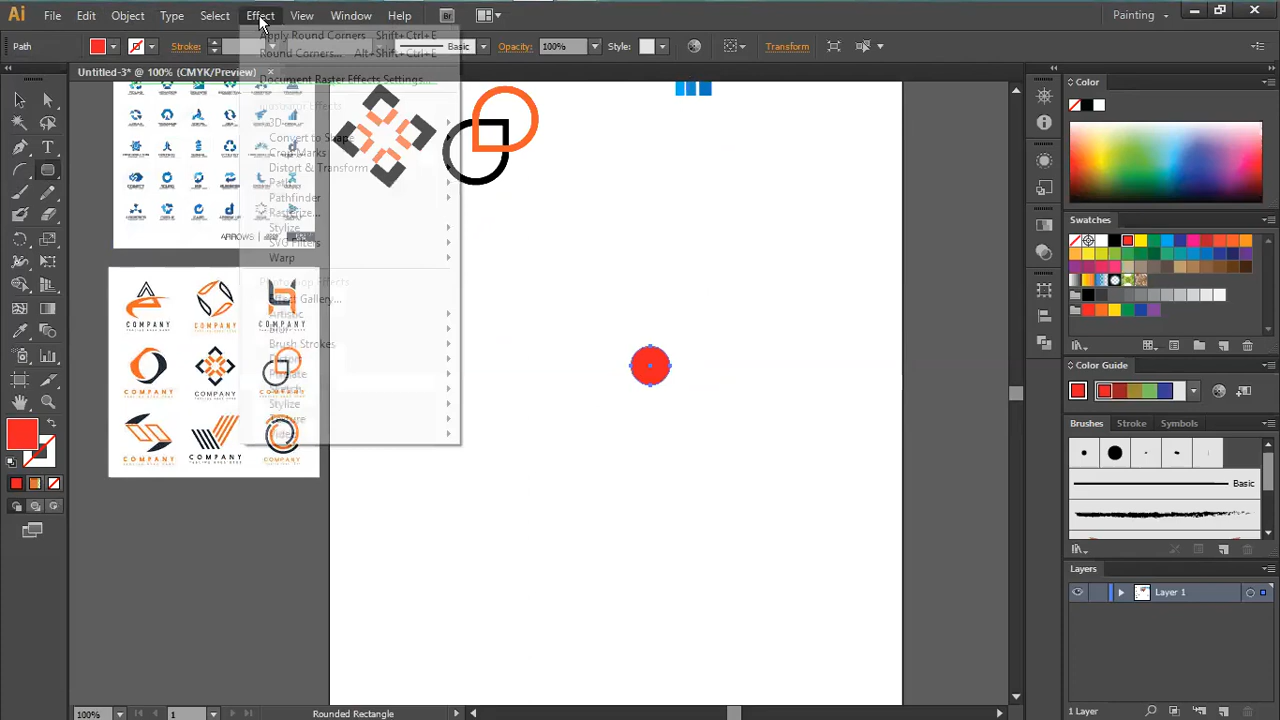 Ai File Edit Object Type Select Effect View Window Help Br Painting
Path Stroke: Basic Opacity: 100% Style: Transform
Untitled-3* @ 100% (CMYK/Preview) ×
Apply Round Corners Shift+Ctrl+E
Round Corners... Alt+Shift+Ctrl+E
Document Raster Effects Settings...
Illustrator Effects
3D
Convert to Shape
Crop Marks
Distort & Transform
Path
Pathfinder
Rasterize...
Stylize
SVG Filters
Warp
Photoshop Effects
Effect Gallery...
Artistic
Blur
Brush Strokes
Distort
Pixelate
Sketch
Stylize
Texture
Video
ARROWS
COMPANY COMPANY COMPANY
COMPANY COMPANY COMPANY
COMPANY COMPANY COMPANY
Color
Swatches
Color Guide
Brushes Stroke Symbols
Basic
Layers
Layer 1
1 Layer
100% 1 Rounded Rectangle